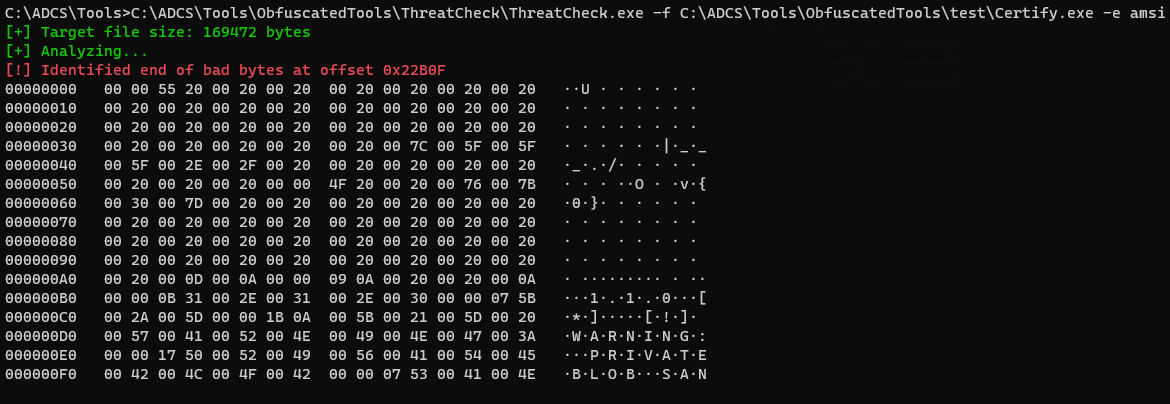 C:\ADCS\Tools>C:\ADCS\Tools\ObfuscatedTools\ThreatCheck\ThreatCheck.exe -f C:\ADCS\Tools\ObfuscatedTools\test\Certify.exe -e amsi
[+] Target file size: 169472 bytes
[+] Analyzing...
[!] Identified end of bad bytes at offset 0x22B0F
00000000   00 00 55 20 00 20 00 20  00 20 00 20 00 20 00 20   ··U · · · · · ·
00000010   00 20 00 20 00 20 00 20  00 20 00 20 00 20 00 20   · · · · · · · ·
00000020   00 20 00 20 00 20 00 20  00 20 00 20 00 20 00 20   · · · · · · · ·
00000030   00 20 00 20 00 20 00 20  00 20 00 7C 00 5F 00 5F   · · · · · ·|·_·_
00000040   00 5F 00 2E 00 2F 00 20  00 20 00 20 00 20 00 20   ·_·.·/· · · · ·
00000050   00 20 00 20 00 20 00 00  4F 20 00 20 00 76 00 7B   · · · ··O · ·v·{
00000060   00 30 00 7D 00 20 00 20  00 20 00 20 00 20 00 20   ·0·}· · · · · ·
00000070   00 20 00 20 00 20 00 20  00 20 00 20 00 20 00 20   · · · · · · · ·
00000080   00 20 00 20 00 20 00 20  00 20 00 20 00 20 00 20   · · · · · · · ·
00000090   00 20 00 20 00 20 00 20  00 20 00 20 00 20 00 20   · · · · · · · ·
000000A0   00 20 00 0D 00 0A 00 00  09 0A 00 20 00 20 00 0A   · ········· · ··
000000B0   00 00 0B 31 00 2E 00 31  00 2E 00 30 00 00 07 5B   ···1·.·1·.·0···[
000000C0   00 2A 00 5D 00 00 1B 0A  00 5B 00 21 00 5D 00 20   ·*·]·····[·!·]·
000000D0   00 57 00 41 00 52 00 4E  00 49 00 4E 00 47 00 3A   ·W·A·R·N·I·N·G·:
000000E0   00 00 17 50 00 52 00 49  00 56 00 41 00 54 00 45   ···P·R·I·V·A·T·E
000000F0   00 42 00 4C 00 4F 00 42  00 00 07 53 00 41 00 4E   ·B·L·O·B···S·A·N